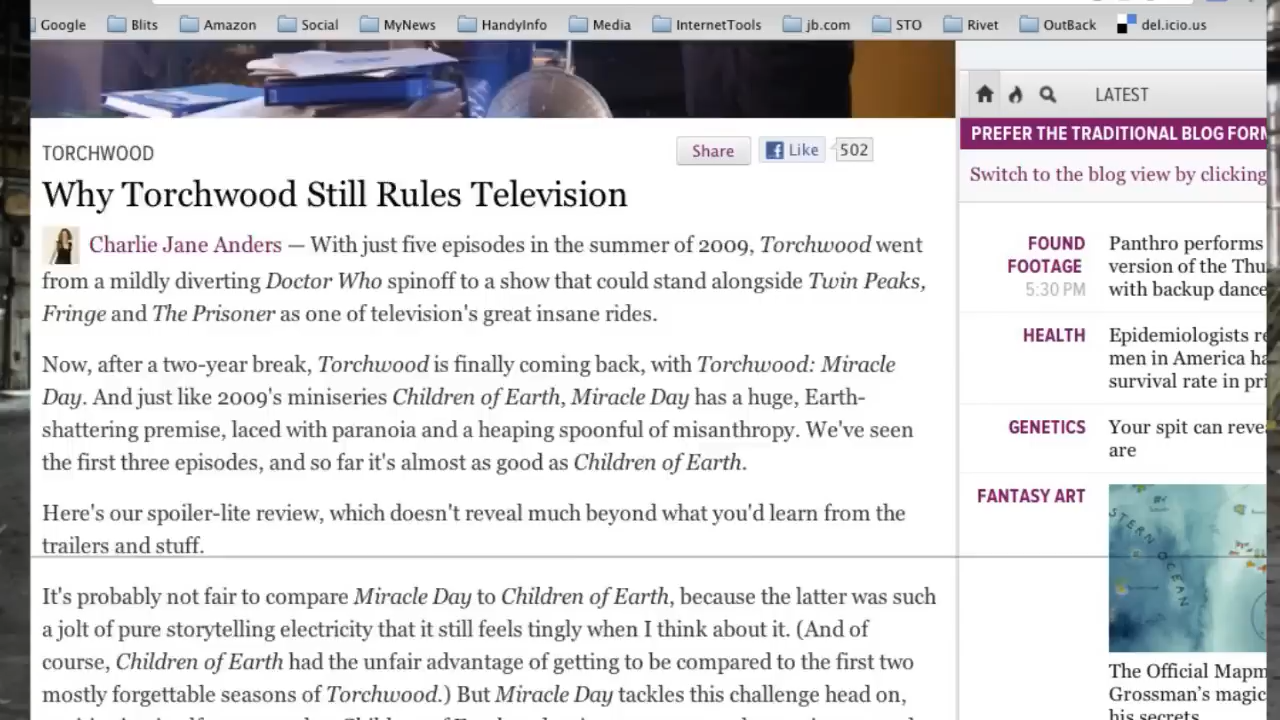 Google Blits Amazon Social MyNews HandyInfo Media InternetTools jb.com STO Rivet OutBack del.icio.us
TORCHWOOD
Share Like 502
Why Torchwood Still Rules Television
Charlie Jane Anders — With just five episodes in the summer of 2009, Torchwood went
from a mildly diverting Doctor Who spinoff to a show that could stand alongside Twin Peaks,
Fringe and The Prisoner as one of television's great insane rides.
Now, after a two-year break, Torchwood is finally coming back, with Torchwood: Miracle
Day. And just like 2009's miniseries Children of Earth, Miracle Day has a huge, Earth-
shattering premise, laced with paranoia and a heaping spoonful of misanthropy. We've seen
the first three episodes, and so far it's almost as good as Children of Earth.
Here's our spoiler-lite review, which doesn't reveal much beyond what you'd learn from the
trailers and stuff.
It's probably not fair to compare Miracle Day to Children of Earth, because the latter was such
a jolt of pure storytelling electricity that it still feels tingly when I think about it. (And of
course, Children of Earth had the unfair advantage of getting to be compared to the first two
mostly forgettable seasons of Torchwood.) But Miracle Day tackles this challenge head on,
LATEST
PREFER THE TRADITIONAL BLOG FORM
Switch to the blog view by clicking
FOUND
FOOTAGE
5:30 PM
Panthro performs
version of the Thu
with backup dance
HEALTH
Epidemiologists re
men in America ha
survival rate in pri
GENETICS
Your spit can reve
are
FANTASY ART
STERN OCEAN
The Official Mapm
Grossman's magic
his secrets